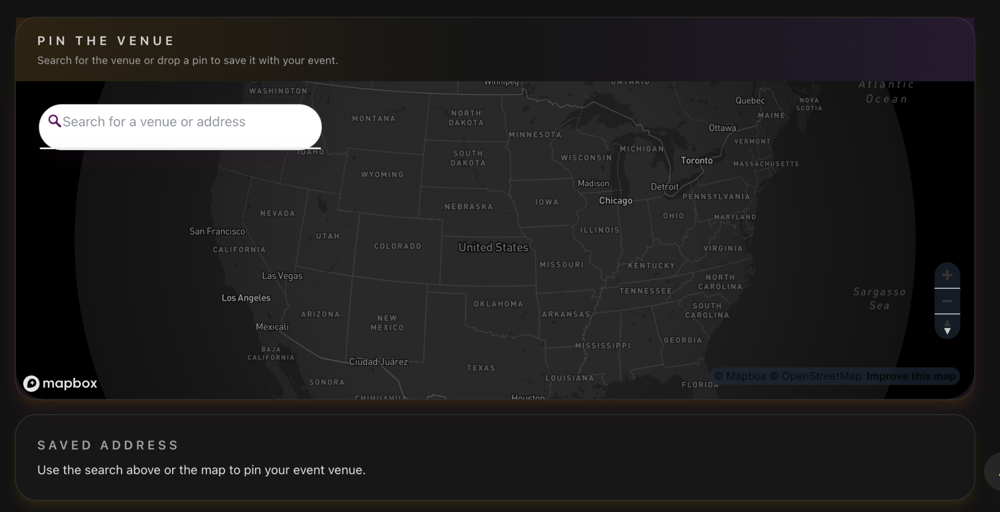 PIN THE VENUE
Search for the venue or drop a pin to save it with your event.
Winnipeg
ONTARIO
Atlantic
Ocean
WASHINGTON
Quebec
NOVA
SCOTIA
Search for a venue or address
MONTANA
NORTH
DAKOTA
MAINE
MINNESOTA
Ottawa
VERMONT
IDAHO
SOUTH
DAKOTA
WISCONSIN
MICHIGAN
Toronto
MASSACHUSETTS
WYOMING
Madison
Detroit
PENNSYLVANIA
NEBRASKA
IOWA
Chicago
NEVADA
OHIO
MARYLAND
San Francisco
UTAH
ILLINOIS
CALIFORNIA
COLORADO
United States
VIRGINIA
MISSOURI
KENTUCKY
Las Vegas
NORTH
CAROLINA
Los Angeles
TENNESSEE
Sargasso
Sea
OKLAHOMA
SOUTH
CAROLINA
ARIZONA
NEW
MEXICO
ARKANSAS
Mexicali
BAJA
CALIFORNIA
MISSISSIPPI
GEORGIA
Ciudad Juárez
TEXAS
LOUISIANA
mapbox
SONORA
FLORIDA
© Mapbox © OpenStreetMap Improve this map
CHIHUAHUA
Houston
SAVED ADDRESS
Use the search above or the map to pin your event venue.